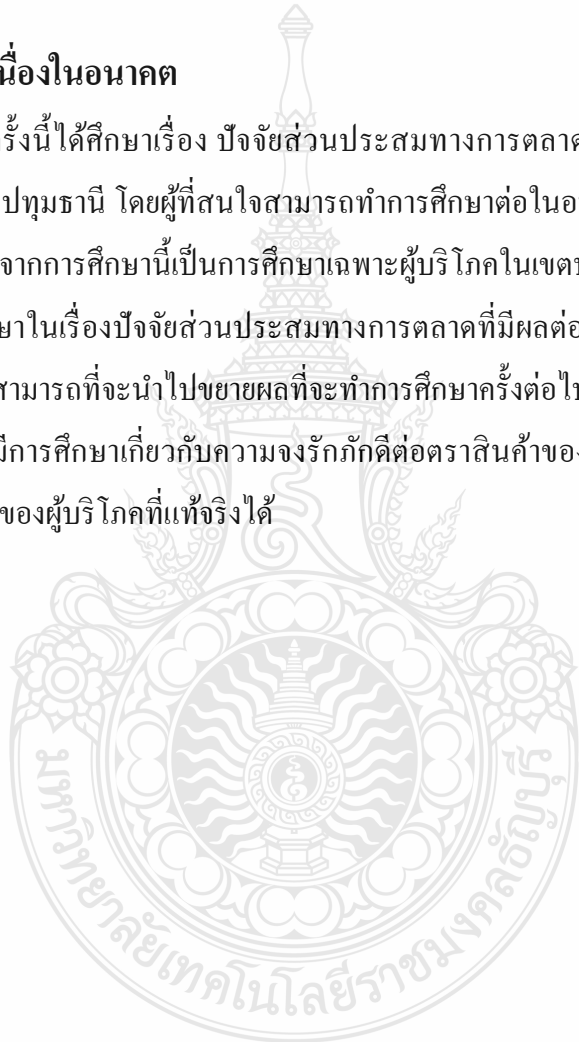 นื่องในอนาคต
รั้งนี้ได้ศึกษาเรื่อง ปัจจัยส่วนประสมทางการตลาด
ปทุมธานี โดยผู้ที่สนใจสามารถทำการศึกษาต่อในอ
จากการศึกษานี้เป็นการศึกษาเฉพาะผู้บริโภคในเขต
ษาในเรื่องปัจจัยส่วนประสมทางการตลาดที่มีผลต่อ
สามารถที่จะนำไปขยายผลที่จะทำการศึกษาครั้งต่อไป
มีการศึกษาเกี่ยวกับความจงรักภักดีต่อตราสินค้าของ
ของผู้บริโภคที่แท้จริงได้
มหาวิทยาลัยเทคโนโลยีราชมงคลธัญบุรี